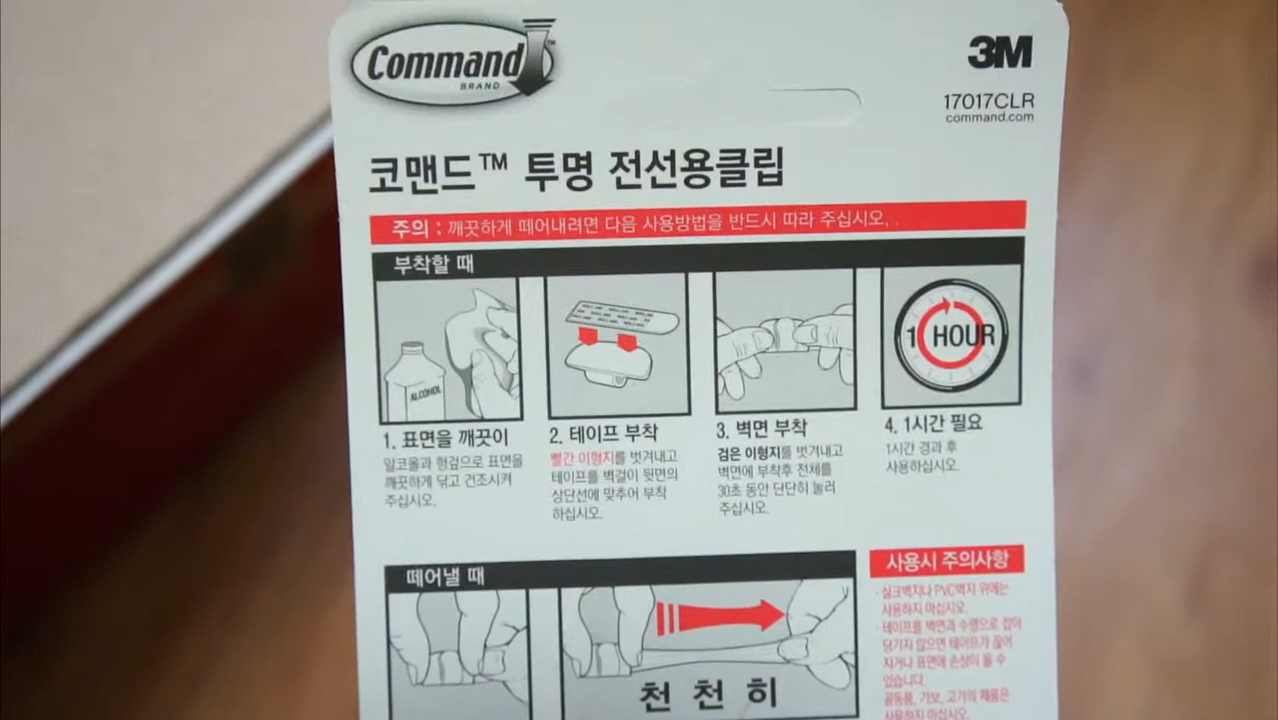 Command™
BRAND
3M
17017CLR
command.com
코맨드™ 투명 전선용클립
주의 : 깨끗하게 떼어내려면 다음 사용방법을 반드시 따라 주십시오.
부착할 때
ALCOHOL
1 HOUR
1. 표면을 깨끗이
알코올과 헝겊으로 표면을
깨끗하게 닦고 건조시켜
주십시오.
2. 테이프 부착
빨간 이형지를 벗겨내고
테이프를 벽걸이 뒷면의
상단선에 맞추어 부착
하십시오.
3. 벽면 부착
검은 이형지를 벗겨내고
벽면에 부착후 전체를
30초 동안 단단히 눌러
주십시오.
4. 1시간 필요
1시간 경과 후
사용하십시오.
떼어낼 때
천 천 히
사용시 주의사항
· 실크벽지나 PVC벽지 위에는
사용하지 마십시오.
· 테이프를 벽면과 수평으로 잡아
당기지 않으면 테이프가 끊어
지거나 표면에 손상이 올 수
있습니다.
골동품, 가보, 고가의 제품은
사용하지 마십시오.